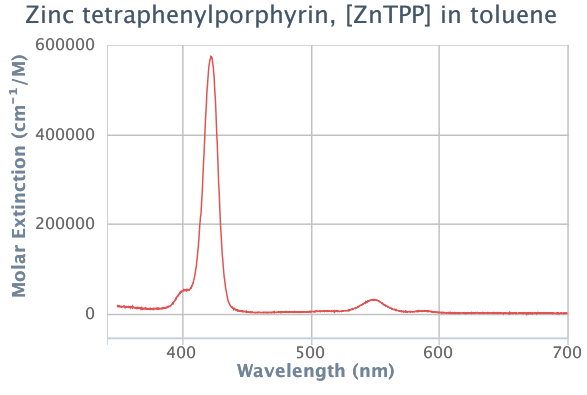 Zinc tetraphenylporphyrin, [ZnTPP] in toluene
600000
400000
200000
0
Molar Extinction (cm⁻¹/M)
400 500 600 700
Wavelength (nm)